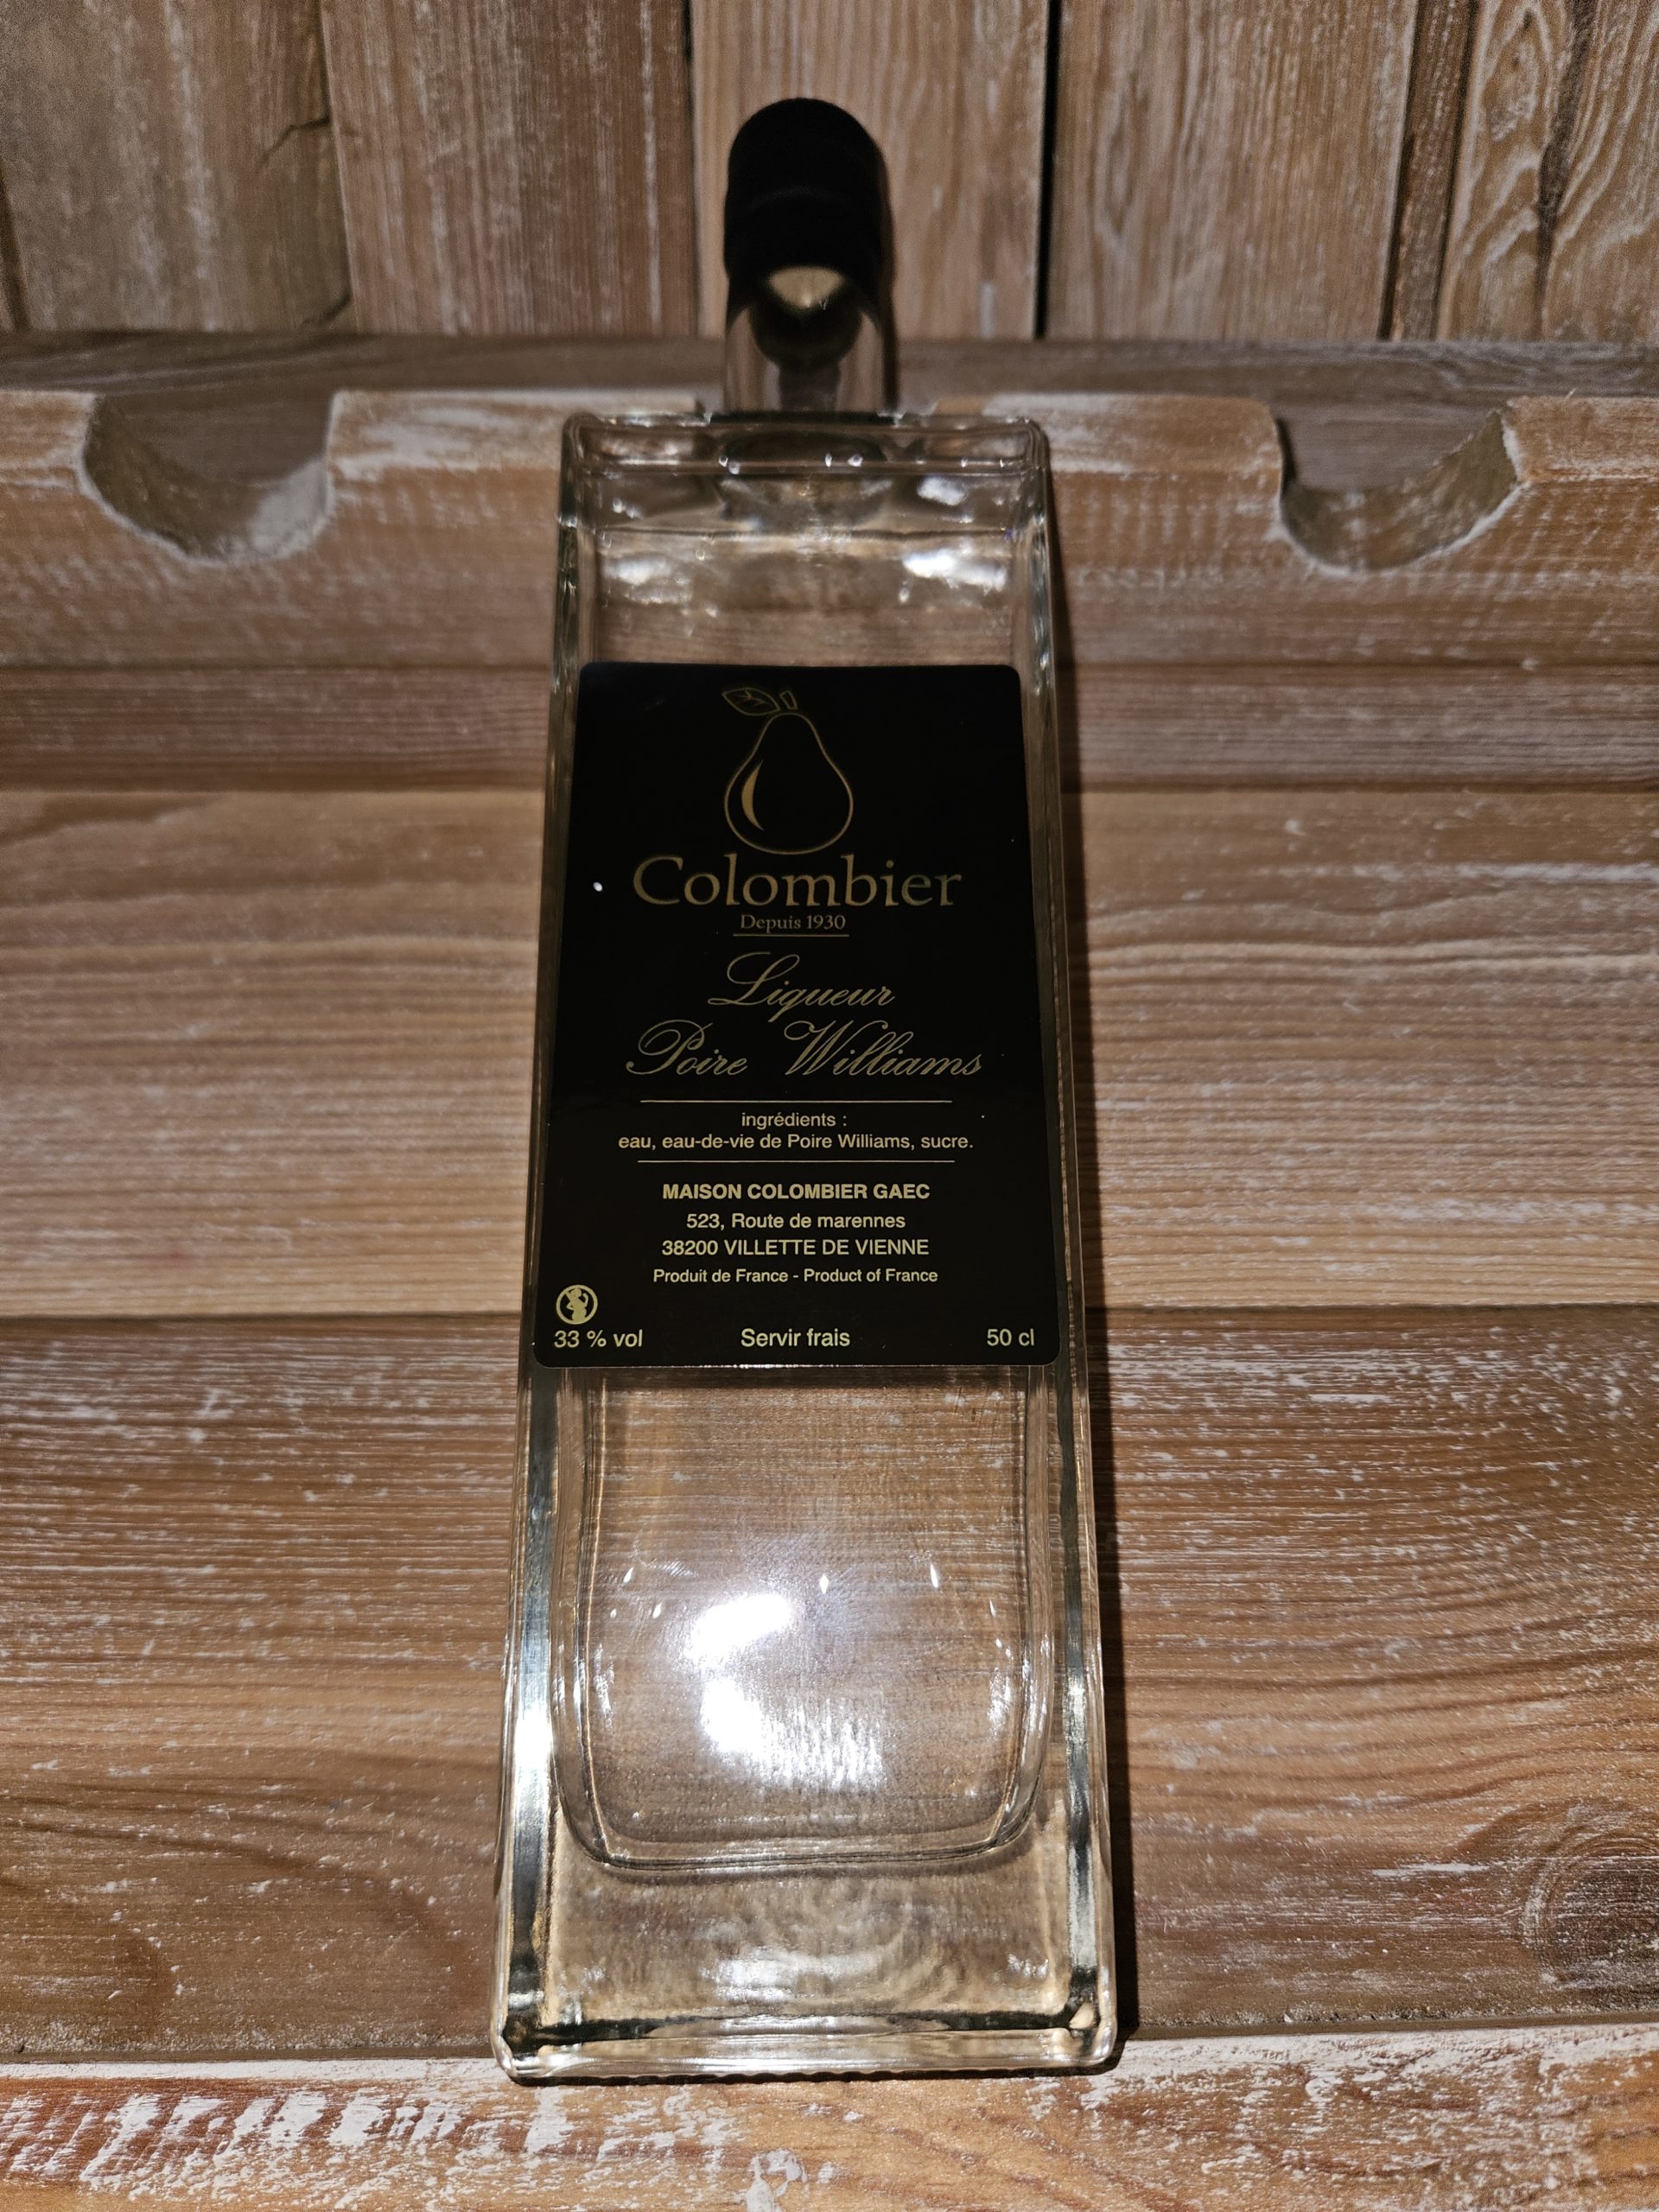 Colombier
Depuis 1930
Liqueur
Poire Williams
ingrédients :
eau, eau-de-vie de Poire Williams, sucre.
MAISON COLOMBIER GAEC
523, Route de marennes
38200 VILLETTE DE VIENNE
Produit de France - Product of France
33 % vol Servir frais 50 cl